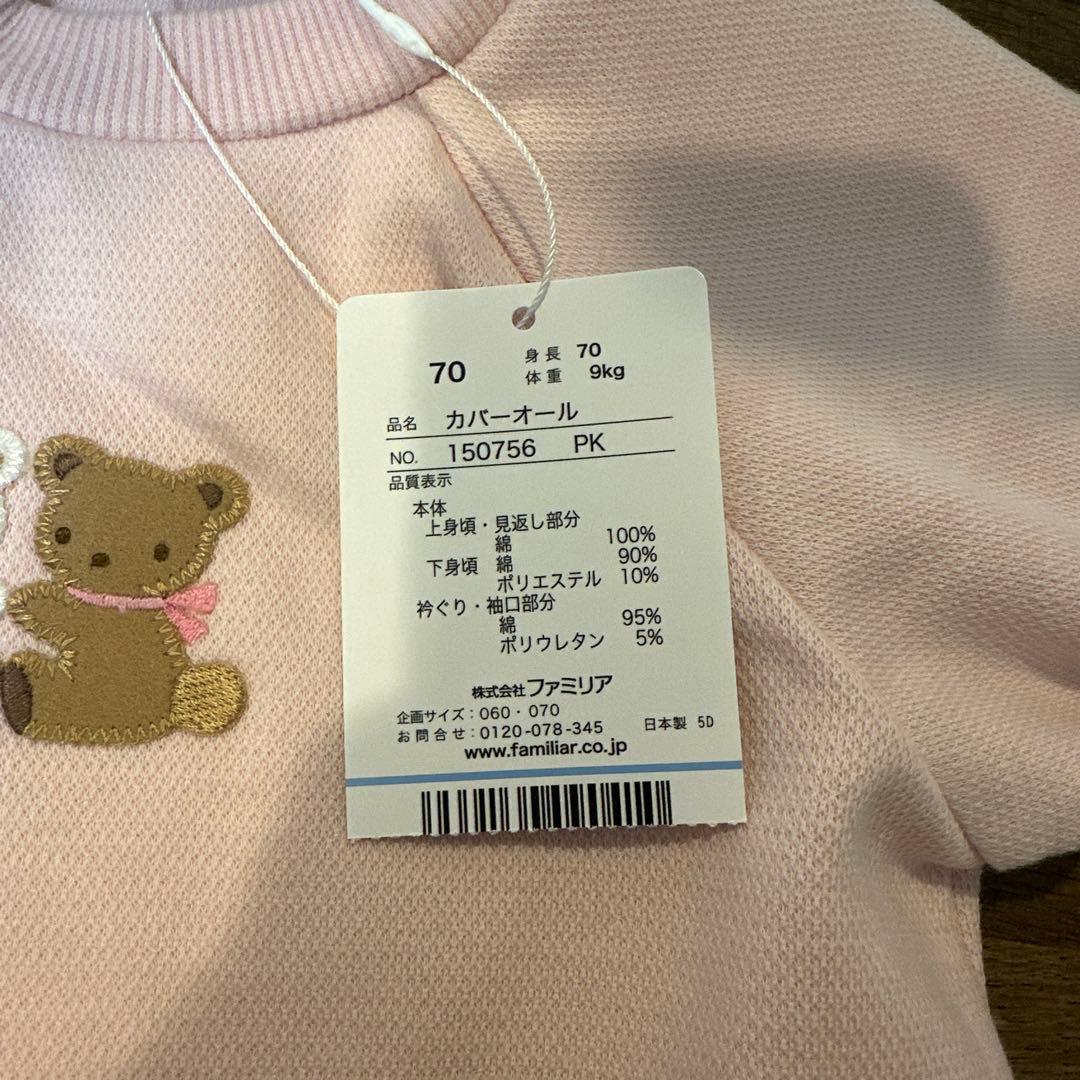 70
身長 70
体重 9kg
品名 カバーオール
NO. 150756 PK
品質表示
本体
上身頃・見返し部分
綿 100%
下身頃 綿 90%
ポリエステル 10%
衿ぐり・袖口部分
綿 95%
ポリウレタン 5%
株式会社ファミリア
企画サイズ：060・070
お問合せ：0120-078-345 日本製 5D
www.familiar.co.jp